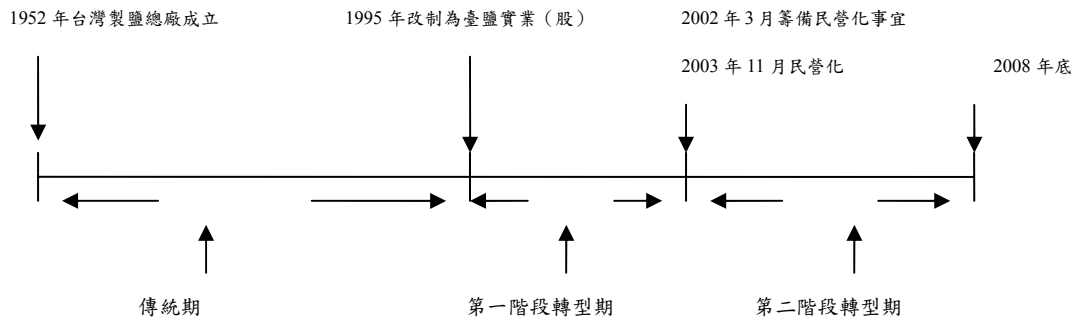 1952 年台灣製鹽總廠成立
1995 年改制為臺鹽實業（股）
2002 年 3 月籌備民營化事宜
2003 年 11 月民營化
2008 年底
傳統期
第一階段轉型期
第二階段轉型期